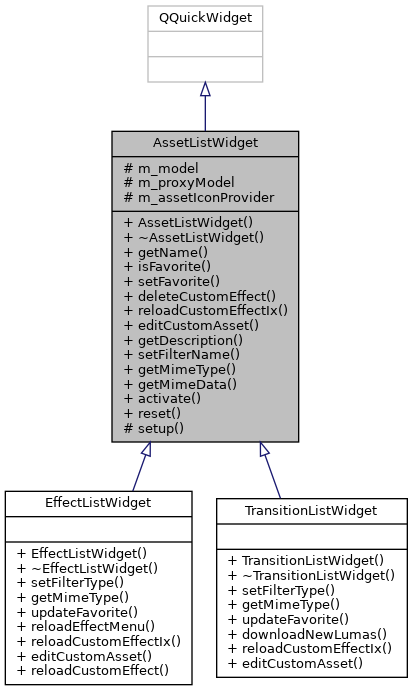 QQuickWidget
AssetListWidget
# m_model
# m_proxyModel
# m_assetIconProvider
+ AssetListWidget()
+ ~AssetListWidget()
+ getName()
+ isFavorite()
+ setFavorite()
+ deleteCustomEffect()
+ reloadCustomEffectIx()
+ editCustomAsset()
+ getDescription()
+ setFilterName()
+ getMimeType()
+ getMimeData()
+ activate()
+ reset()
# setup()
EffectListWidget
+ EffectListWidget()
+ ~EffectListWidget()
+ setFilterType()
+ getMimeType()
+ updateFavorite()
+ reloadEffectMenu()
+ reloadCustomEffectIx()
+ editCustomAsset()
+ reloadCustomEffect()
TransitionListWidget
+ TransitionListWidget()
+ ~TransitionListWidget()
+ setFilterType()
+ getMimeType()
+ updateFavorite()
+ downloadNewLumas()
+ reloadCustomEffectIx()
+ editCustomAsset()